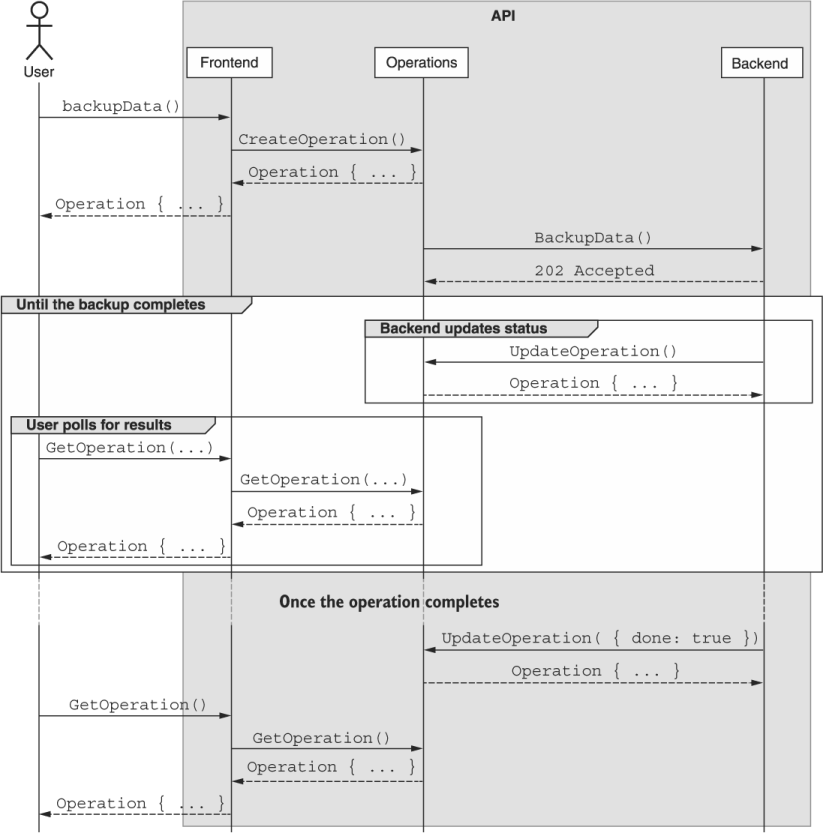 API
User
Frontend
Operations
Backend
backupData()
CreateOperation()
Operation { ... }
Operation { ... }
BackupData()
202 Accepted
Until the backup completes
Backend updates status
UpdateOperation()
Operation { ... }
User polls for results
GetOperation(...)
GetOperation(...)
Operation { ... }
Operation { ... }
Once the operation completes
UpdateOperation( { done: true })
Operation { ... }
GetOperation()
GetOperation()
Operation { ... }
Operation { ... }